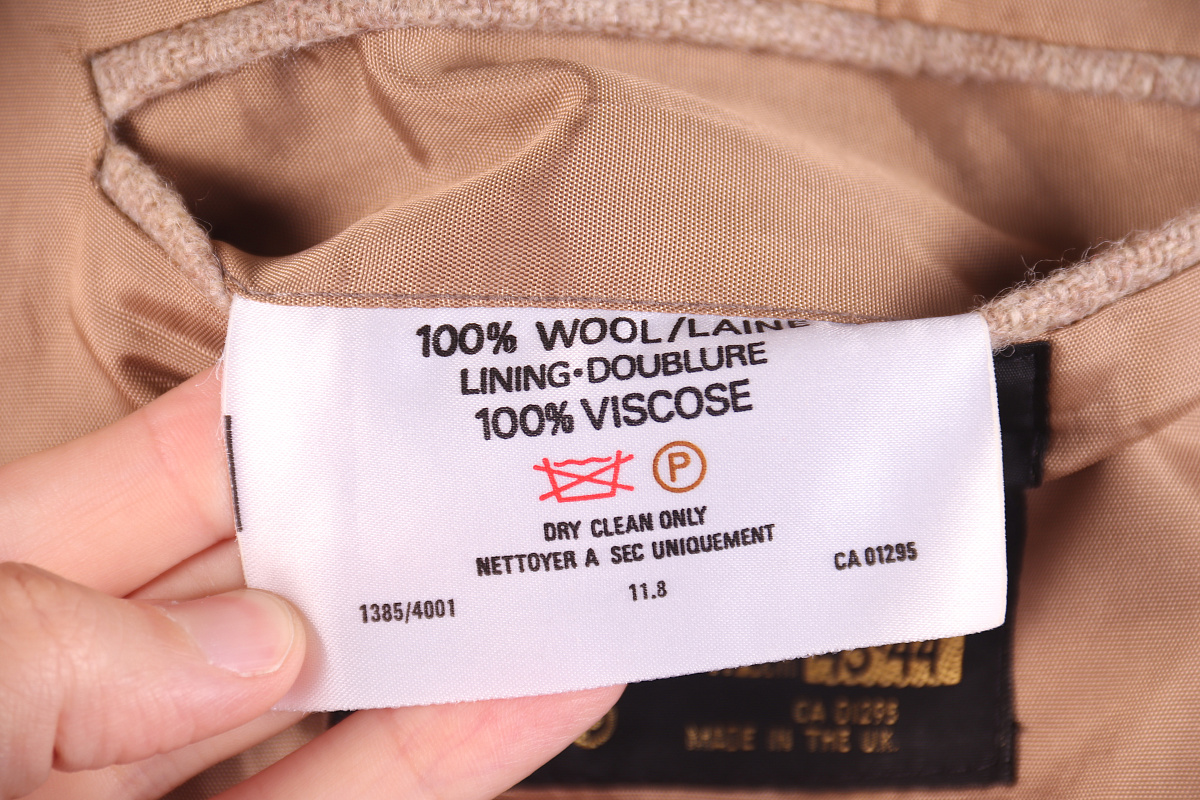 100% WOOL/LAINE
LINING•DOUBLURE
100% VISCOSE
P
DRY CLEAN ONLY
NETTOYER A SEC UNIQUEMENT
CA 01295
11.8
1385/4001
CA 01295
MADE IN THE UK.